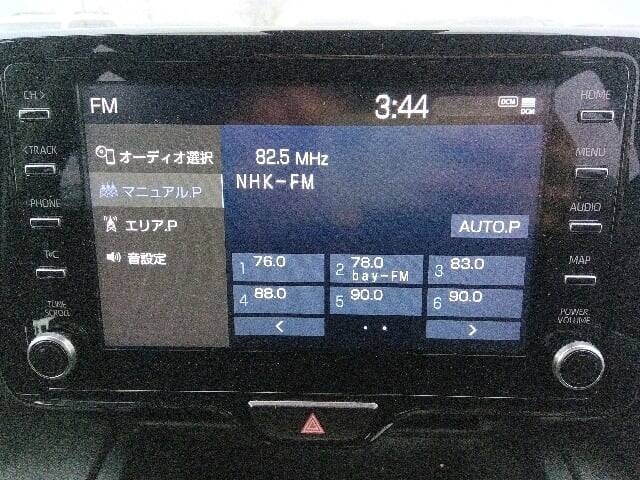 CH >
< TRACK
PHONE
TUNE
SCROLL
FM
3:44
DCM
DCM
オーディオ選択
マニュアル.P
エリア.P
音設定
82.5 MHz
NHK-FM
AUTO.P
1 76.0
2 78.0
bay-FM
3 83.0
4 88.0
5 90.0
6 90.0
<
>
HOME
MENU
AUDIO
MAP
POWER
VOLUME